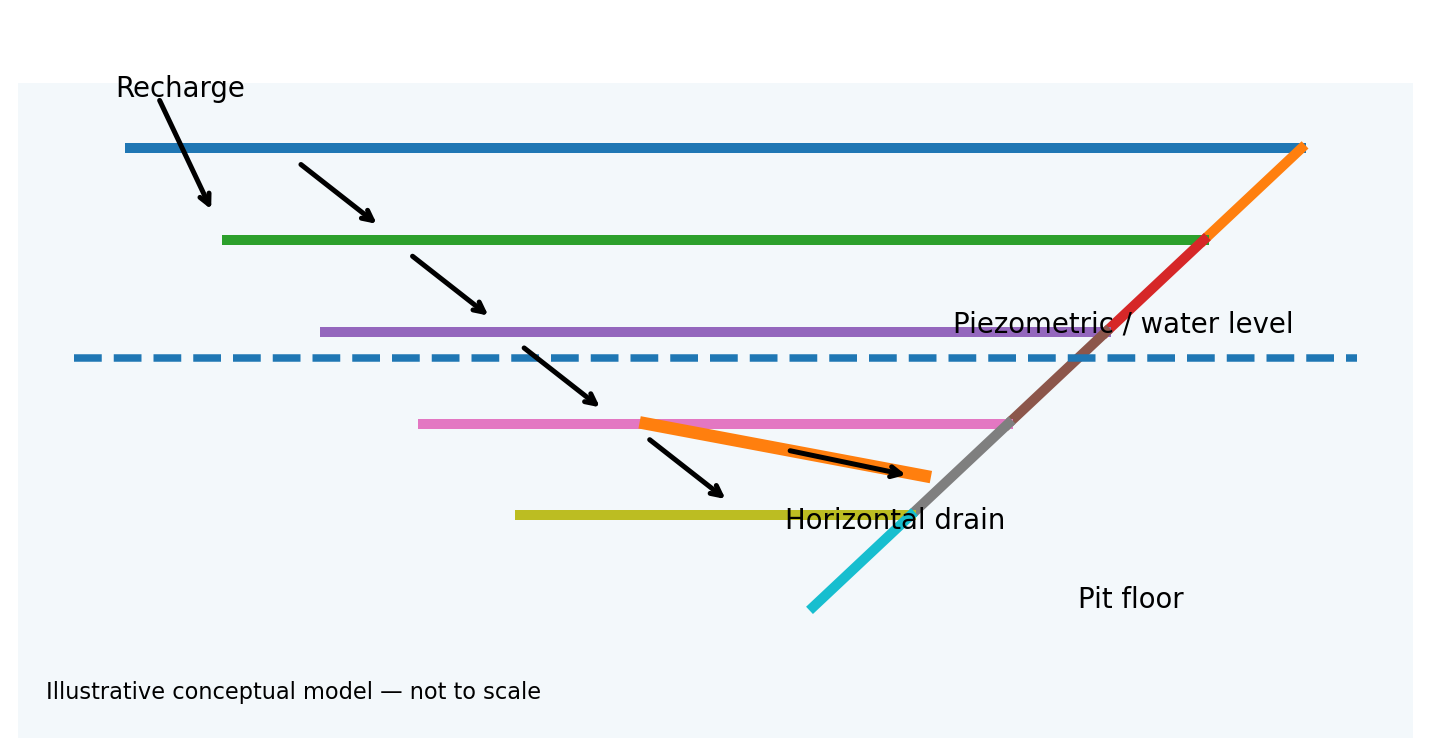 Recharge
Piezometric / water level
Horizontal drain
Pit floor
Illustrative conceptual model — not to scale